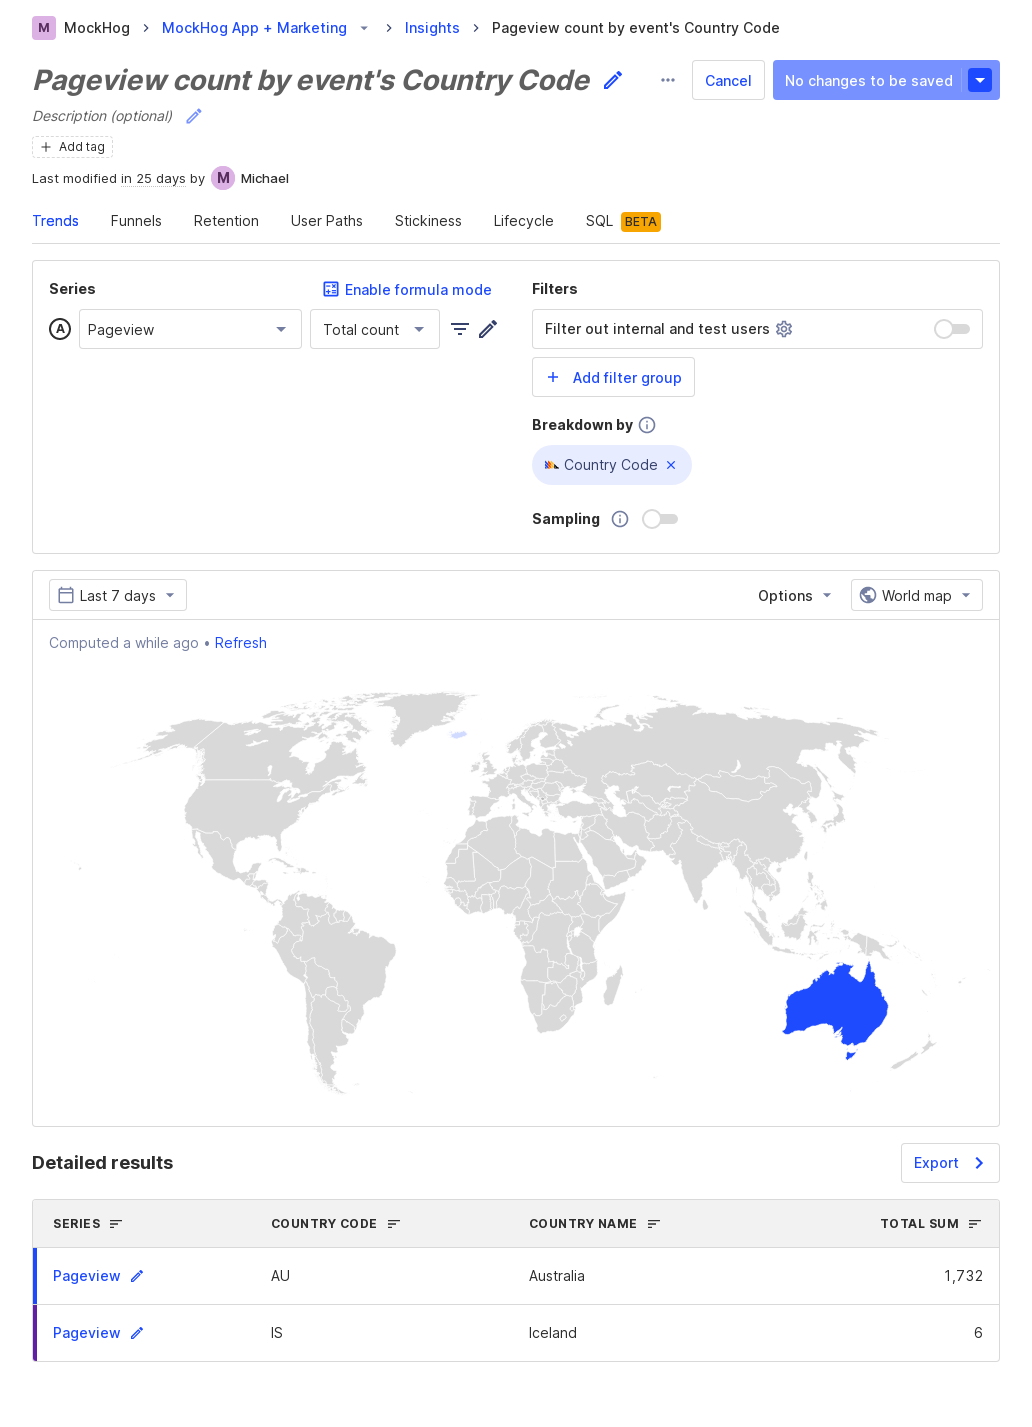 M MockHog > MockHog App + Marketing > Insights > Pageview count by event's Country Code
Pageview count by event's Country Code
Cancel
No changes to be saved
Description (optional)
+ Add tag
Last modified in 25 days by M Michael
Trends Funnels Retention User Paths Stickiness Lifecycle SQL BETA
Series
Enable formula mode
A Pageview Total count
Filters
Filter out internal and test users
+ Add filter group
Breakdown by
Country Code
Sampling
Last 7 days
Options
World map
Computed a while ago • Refresh
Detailed results
Export
SERIES COUNTRY CODE COUNTRY NAME TOTAL SUM
Pageview AU Australia 1,732
Pageview IS Iceland 6